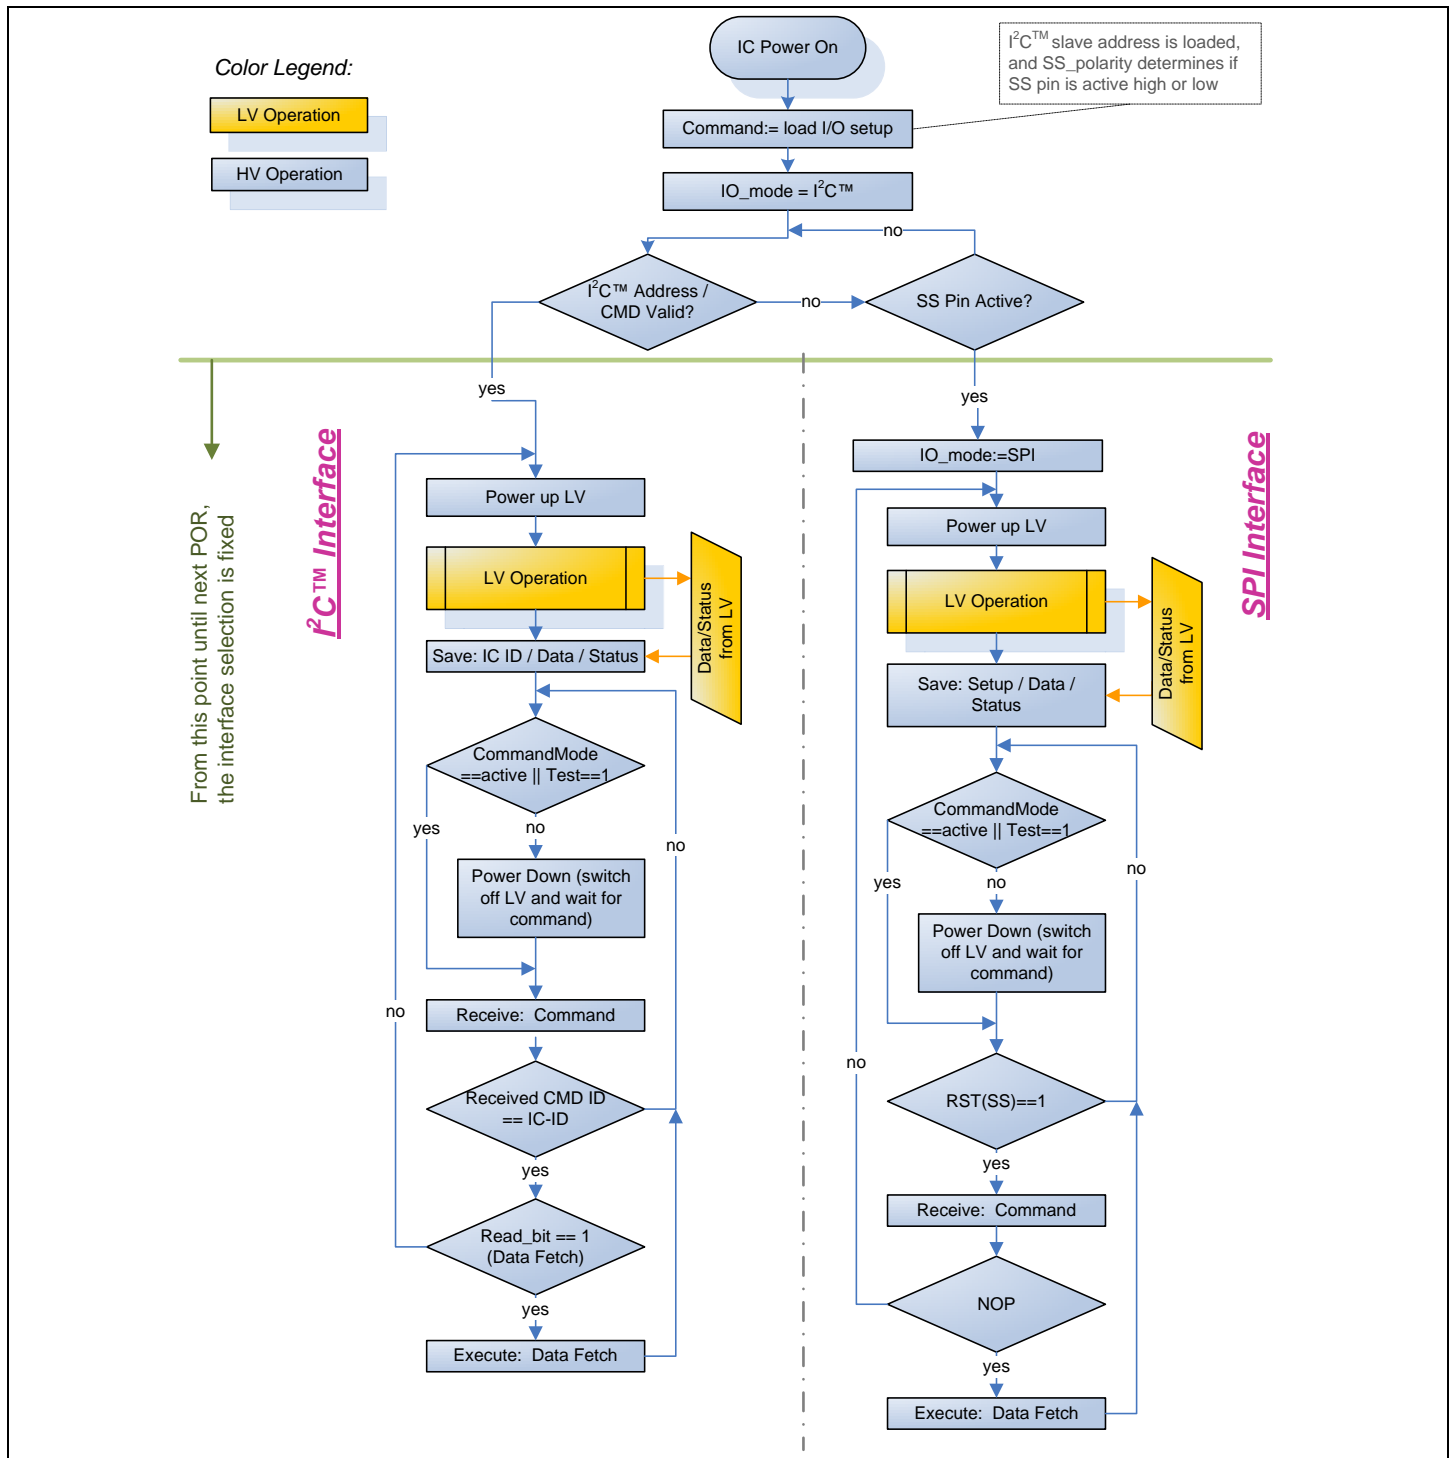 IC Power On
I²C™ slave address is loaded,
and SS_polarity determines if
SS pin is active high or low
Color Legend:
LV Operation
HV Operation
Command:= load I/O setup
IO_mode = I²C™
no
I²C™ Address /
CMD Valid?
no
SS Pin Active?
yes
yes
From this point until next POR,
the interface selection is fixed
I²C™ Interface
Power up LV
LV Operation
Data/Status
from LV
Save: IC ID / Data / Status
CommandMode
==active || Test==1
yes
no
no
Power Down (switch
off LV and wait for
command)
no
Receive: Command
Received CMD ID
== IC-ID
yes
Read_bit == 1
(Data Fetch)
yes
Execute: Data Fetch
SPI Interface
IO_mode:=SPI
Power up LV
LV Operation
Data/Status
from LV
Save: Setup / Data /
Status
CommandMode
==active || Test==1
yes
no
no
Power Down (switch
off LV and wait for
command)
no
RST(SS)==1
yes
Receive: Command
NOP
yes
Execute: Data Fetch